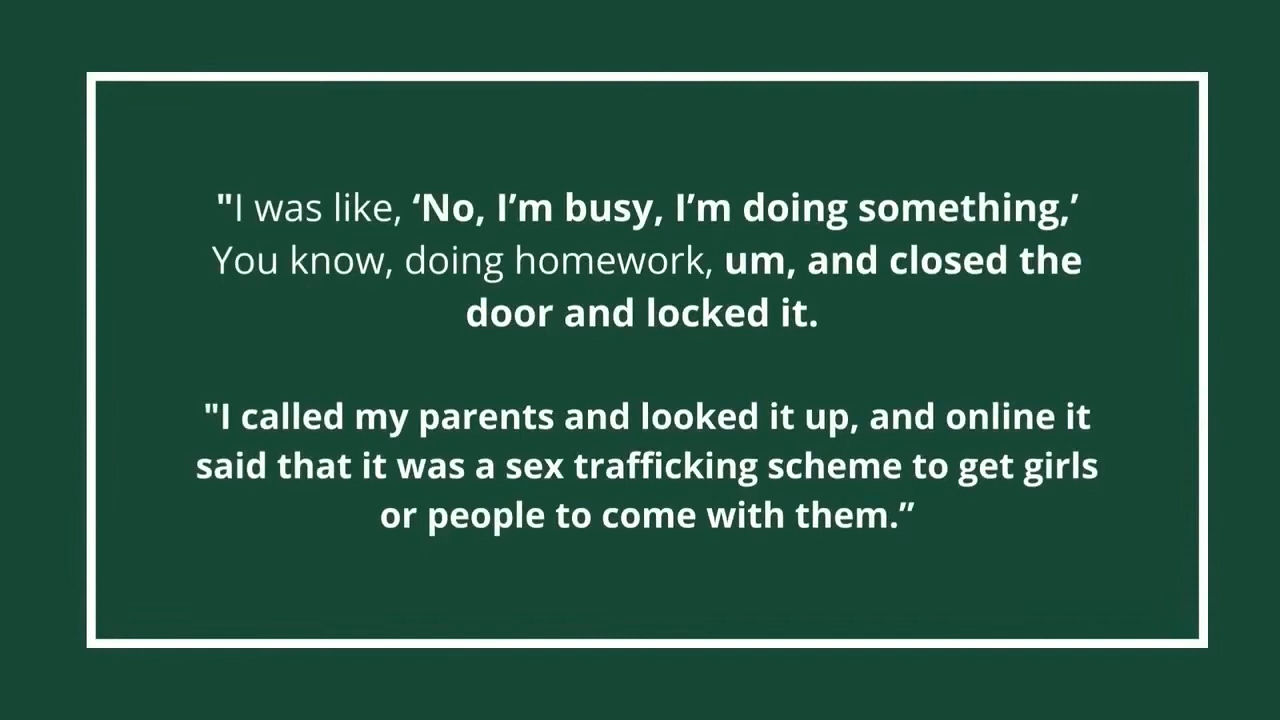 "I was like, ‘No, I’m busy, I’m doing something,’
You know, doing homework, um, and closed the
door and locked it.
"I called my parents and looked it up, and online it
said that it was a sex trafficking scheme to get girls
or people to come with them.”